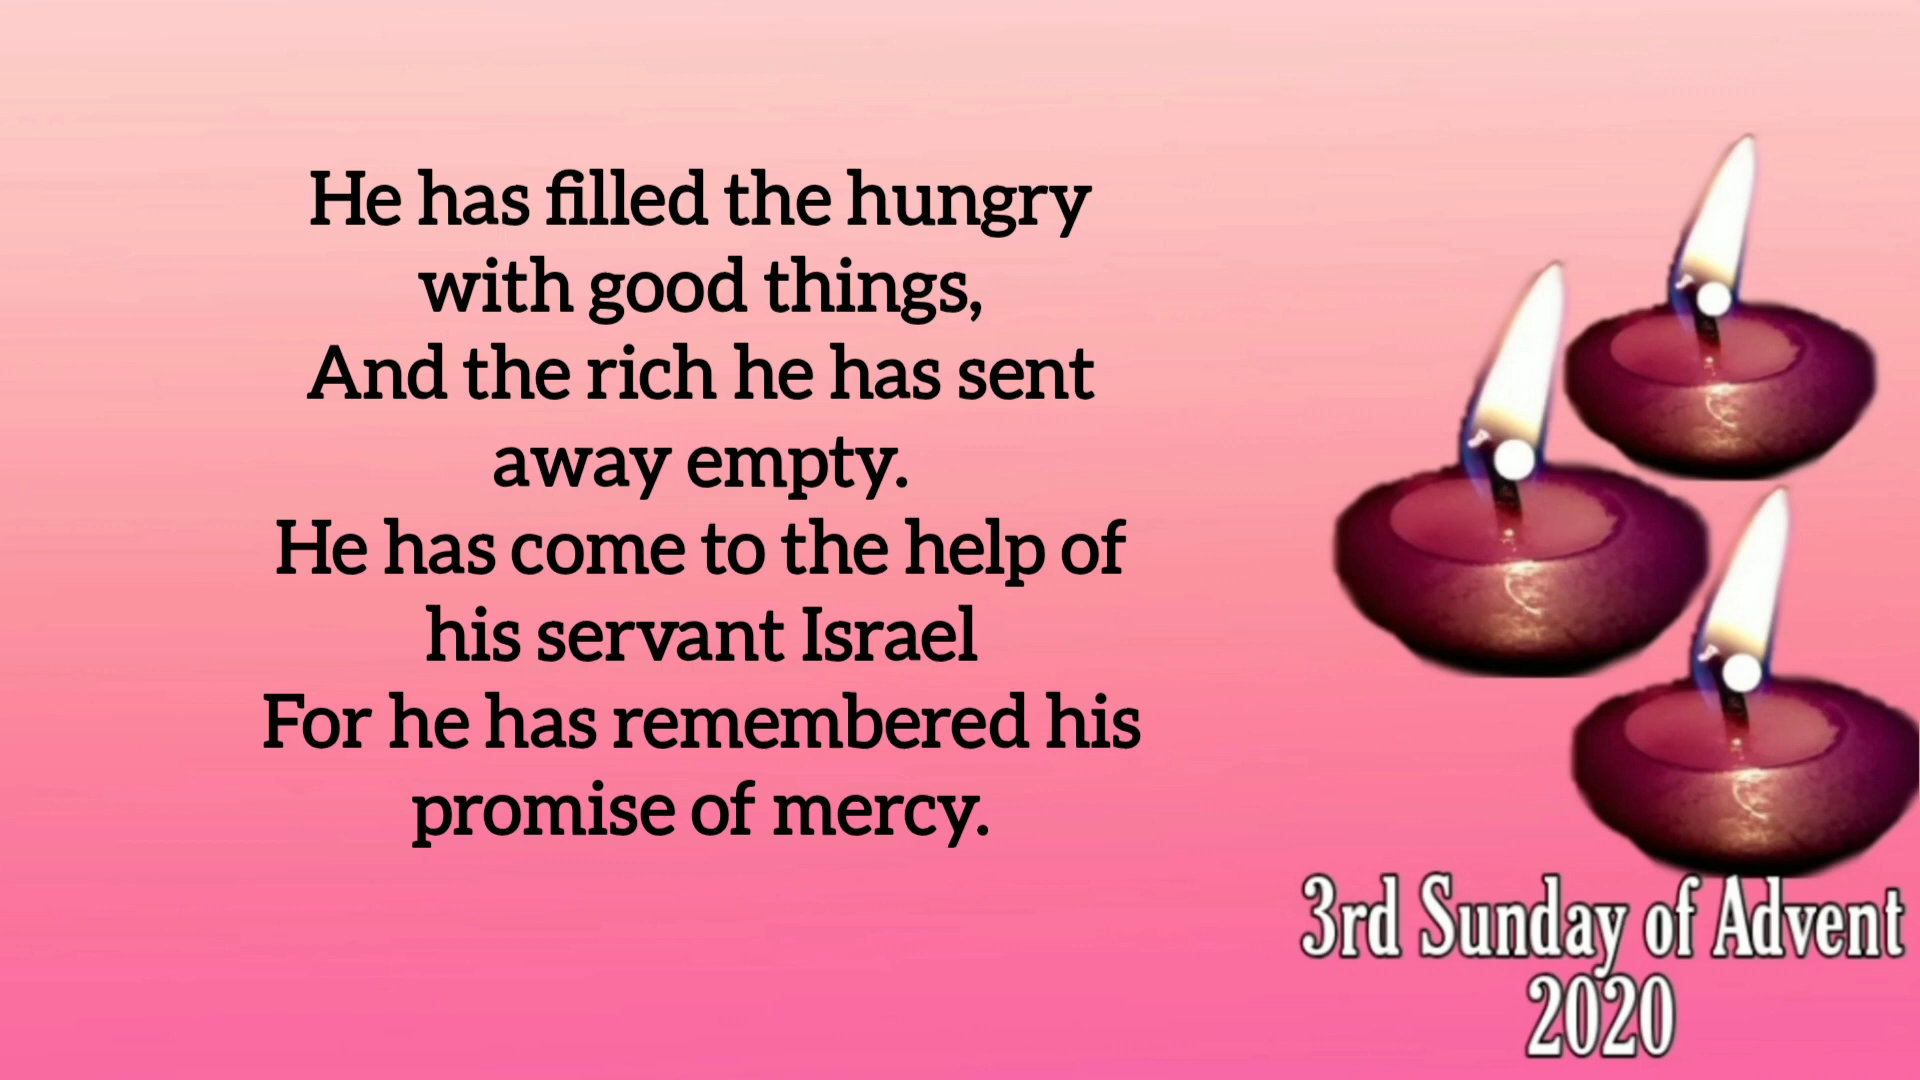 He has filled the hungry
with good things,
And the rich he has sent
away empty.
He has come to the help of
his servant Israel
For he has remembered his
promise of mercy.
3rd Sunday of Advent
2020